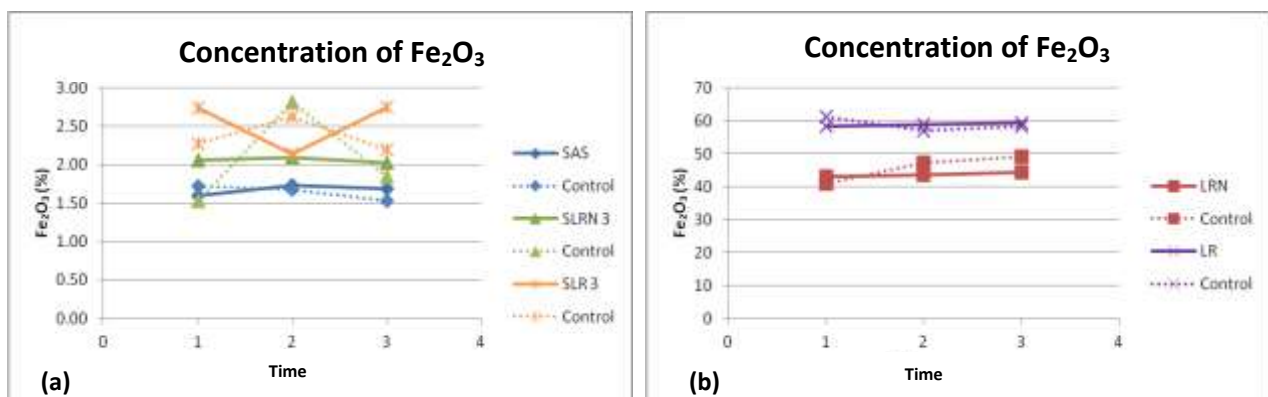 Concentration of Fe₂O₃
3.00
2.50
2.00
1.50
1.00
0.50
0.00
Fe₂O₃ (%)
0
1
2
3
4
Time
(a)
SAS
Control
SLRN 3
Control
SLR 3
Control
Concentration of Fe₂O₃
70
60
50
40
30
20
10
0
Fe₂O₃ (%)
0
1
2
3
4
Time
(b)
LRN
Control
LR
Control